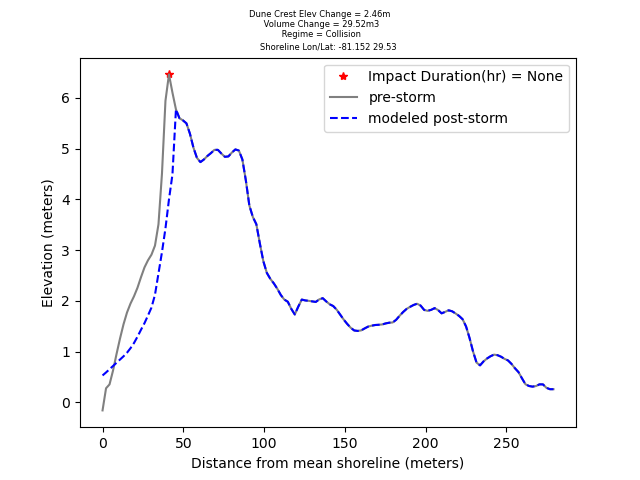 Dune Crest Elev Change = 2.46m
Volume Change = 29.52m3
Regime = Collision
Shoreline Lon/Lat: -81.152 29.53
Impact Duration(hr) = None
pre-storm
modeled post-storm
Elevation (meters)
6
5
4
3
2
1
0
0 50 100 150 200 250
Distance from mean shoreline (meters)